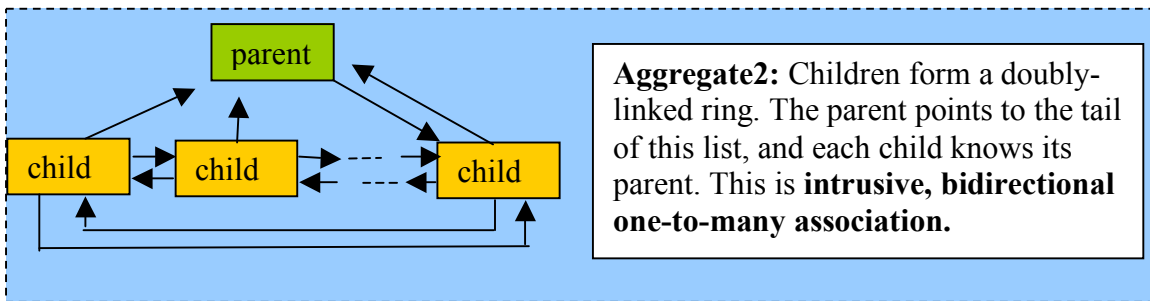 parent
child
child
child
Aggregate2: Children form a doubly-
linked ring. The parent points to the tail
of this list, and each child knows its
parent. This is intrusive, bidirectional
one-to-many association.